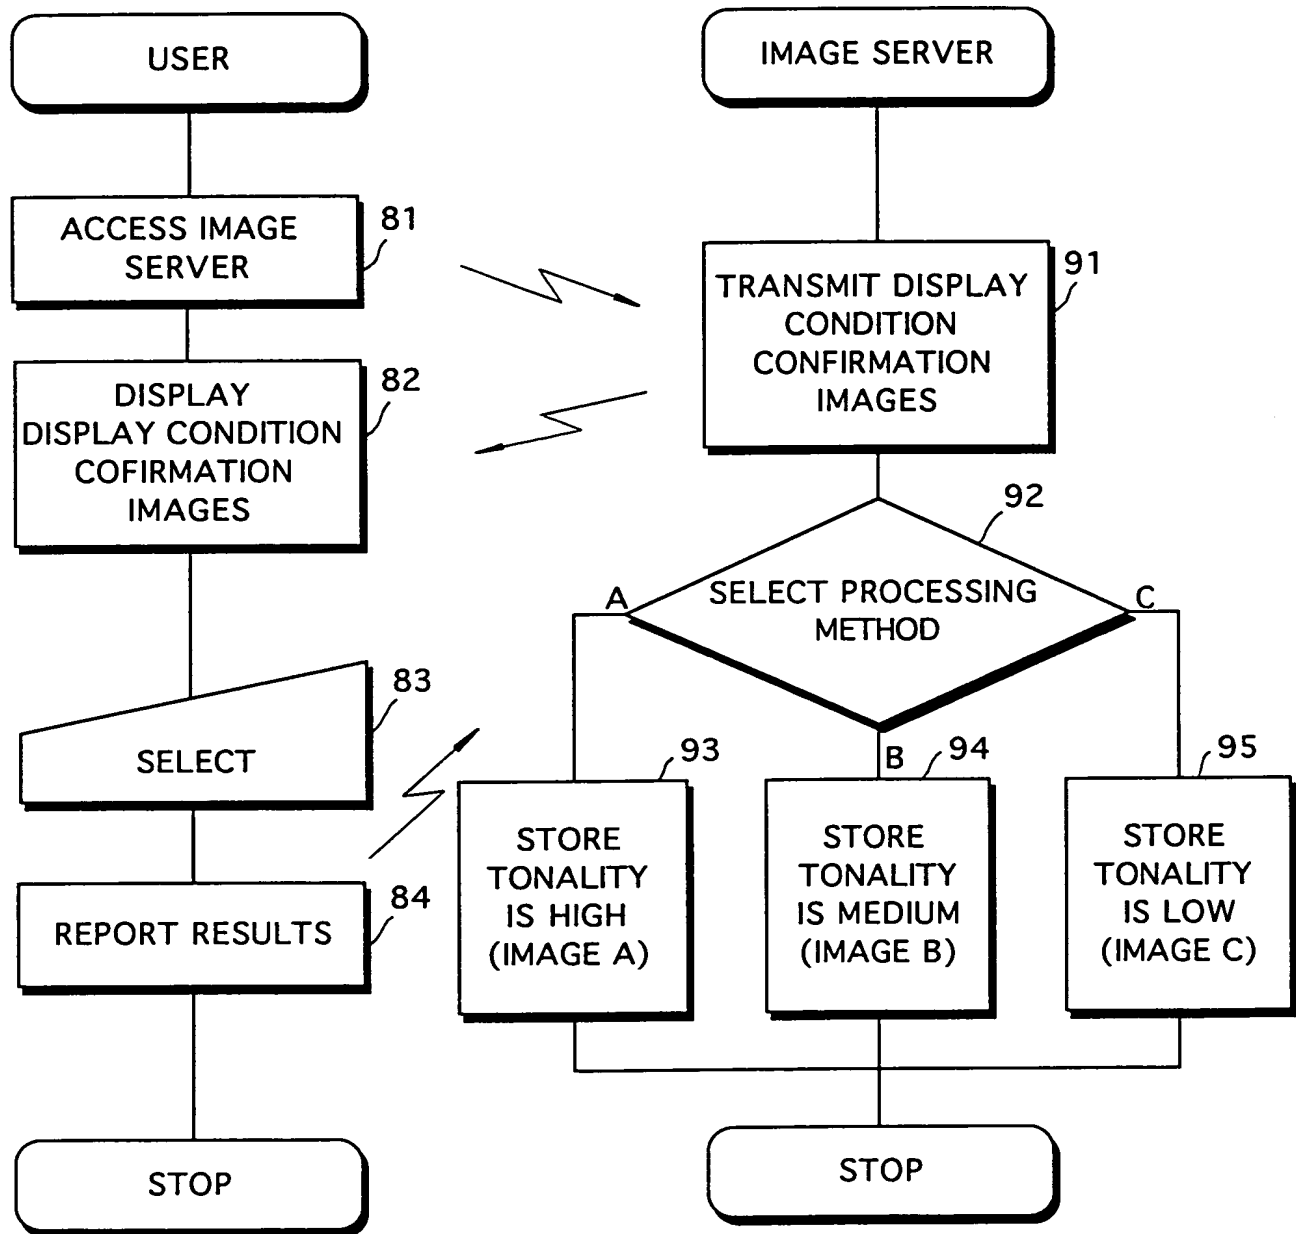 USER
ACCESS IMAGE
SERVER
81
DISPLAY
DISPLAY CONDITION
COFIRMATION
IMAGES
82
SELECT
83
REPORT RESULTS
84
STOP
IMAGE SERVER
TRANSMIT DISPLAY
CONDITION
CONFIRMATION
IMAGES
91
92
SELECT PROCESSING
METHOD
A
B
C
93
STORE
TONALITY
IS HIGH
(IMAGE A)
94
STORE
TONALITY
IS MEDIUM
(IMAGE B)
95
STORE
TONALITY
IS LOW
(IMAGE C)
STOP